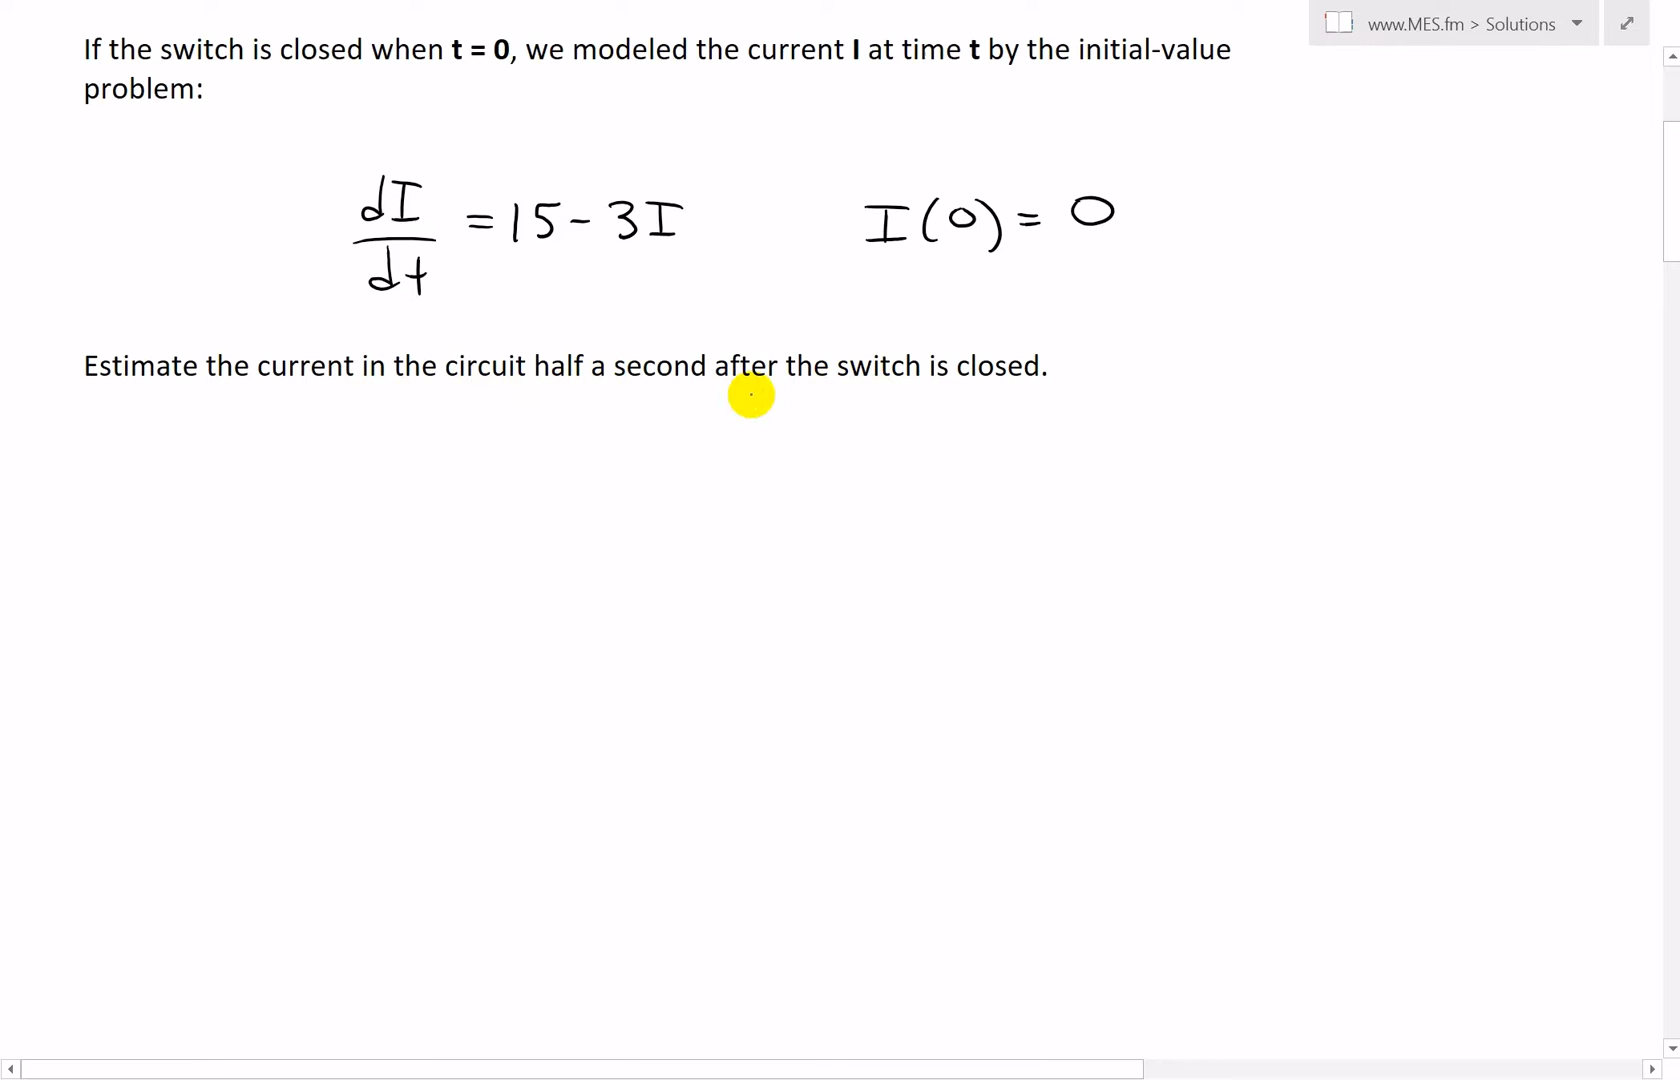 www.MES.fm > Solutions
If the switch is closed when t = 0, we modeled the current I at time t by the initial-value
problem:
dI/dt = 15 - 3I I(0) = 0
Estimate the current in the circuit half a second after the switch is closed.